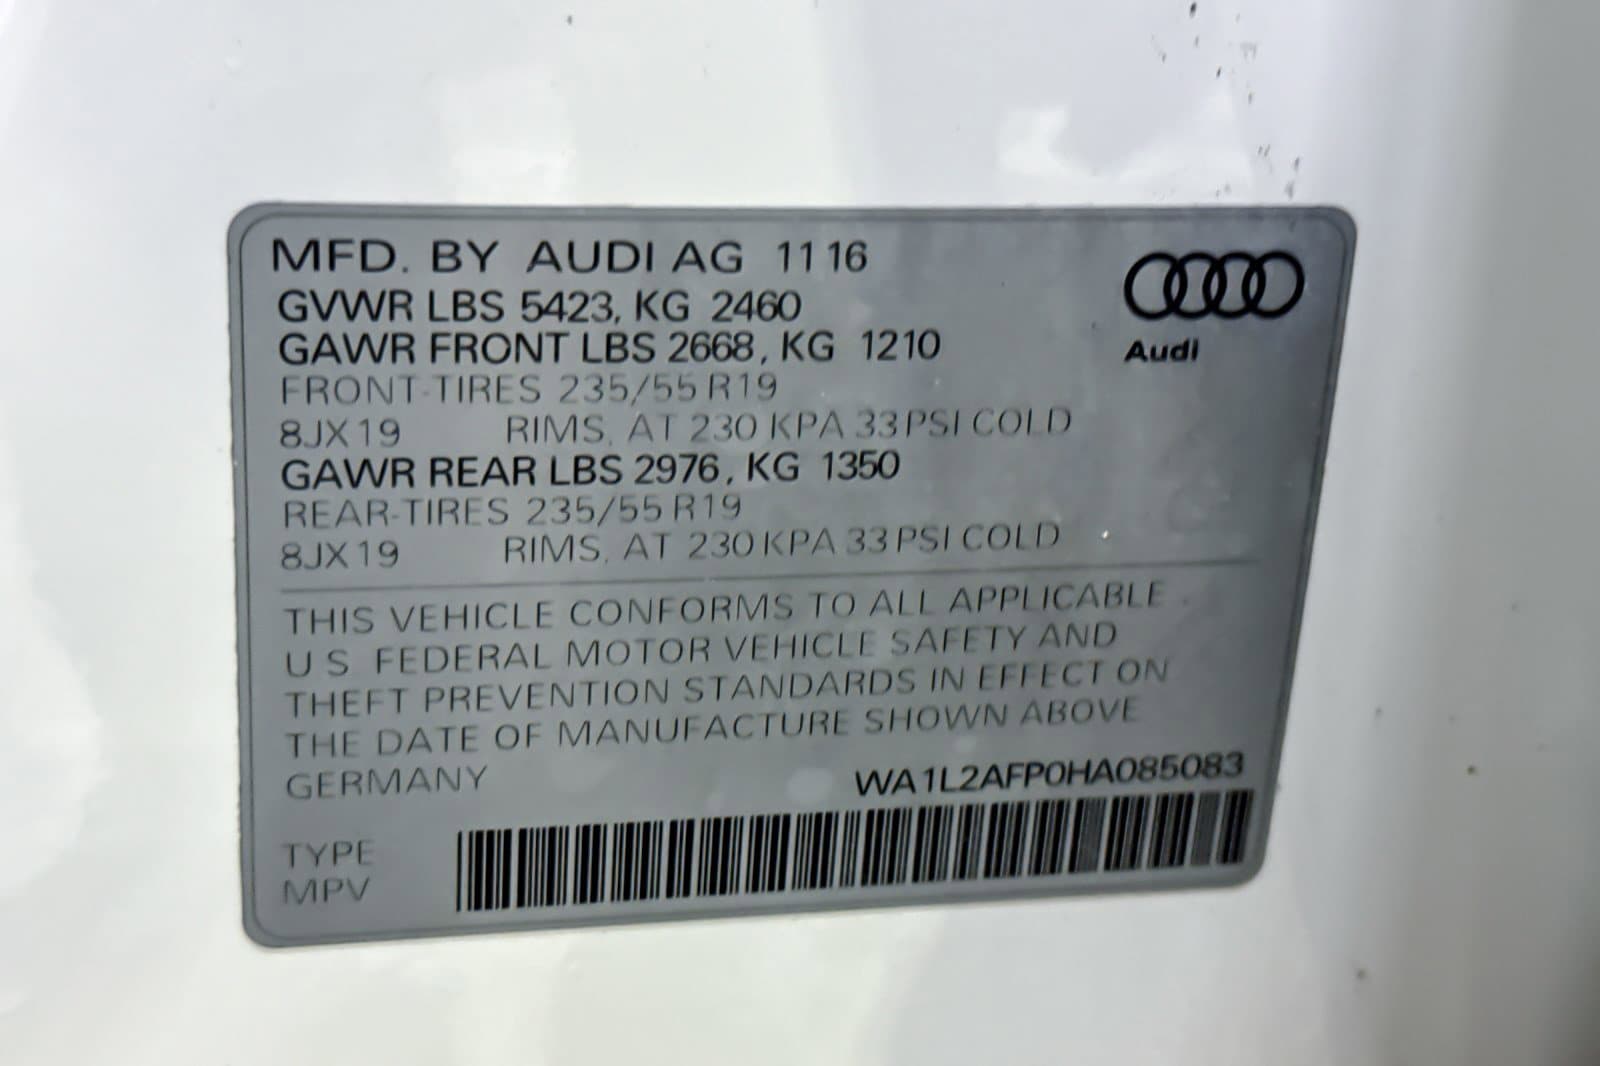 MFD. BY AUDI AG 11 16
GVWR LBS 5423, KG 2460
GAWR FRONT LBS 2668, KG 1210
FRONT-TIRES 235/55 R19
8JX19 RIMS, AT 230 KPA 33 PSI COLD
GAWR REAR LBS 2976, KG 1350
REAR-TIRES 235/55 R19
8JX19 RIMS, AT 230 KPA 33 PSI COLD
Audi
THIS VEHICLE CONFORMS TO ALL APPLICABLE
U S FEDERAL MOTOR VEHICLE SAFETY AND
THEFT PREVENTION STANDARDS IN EFFECT ON
THE DATE OF MANUFACTURE SHOWN ABOVE
GERMANY WA1L2AFP0HA085083
TYPE
MPV